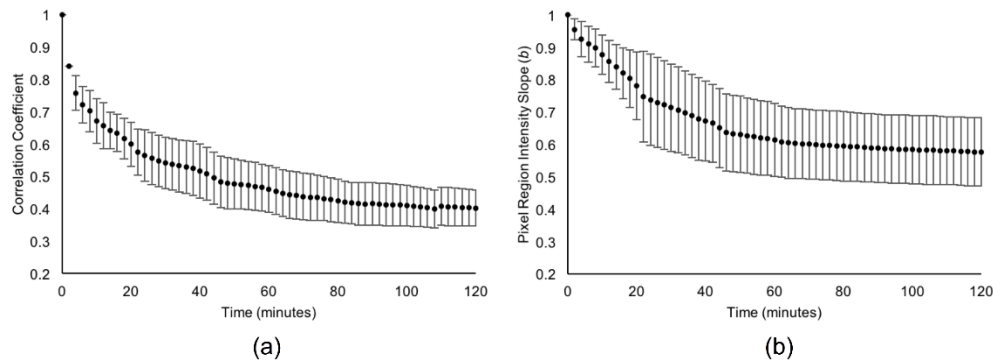 1
0.9
0.8
0.7
0.6
0.5
0.4
0.3
0.2
Correlation Coefficient
0 20 40 60 80 100 120
Time (minutes)
(a)
1
0.9
0.8
0.7
0.6
0.5
0.4
0.3
0.2
Pixel Region Intensity Slope (b)
0 20 40 60 80 100 120
Time (minutes)
(b)